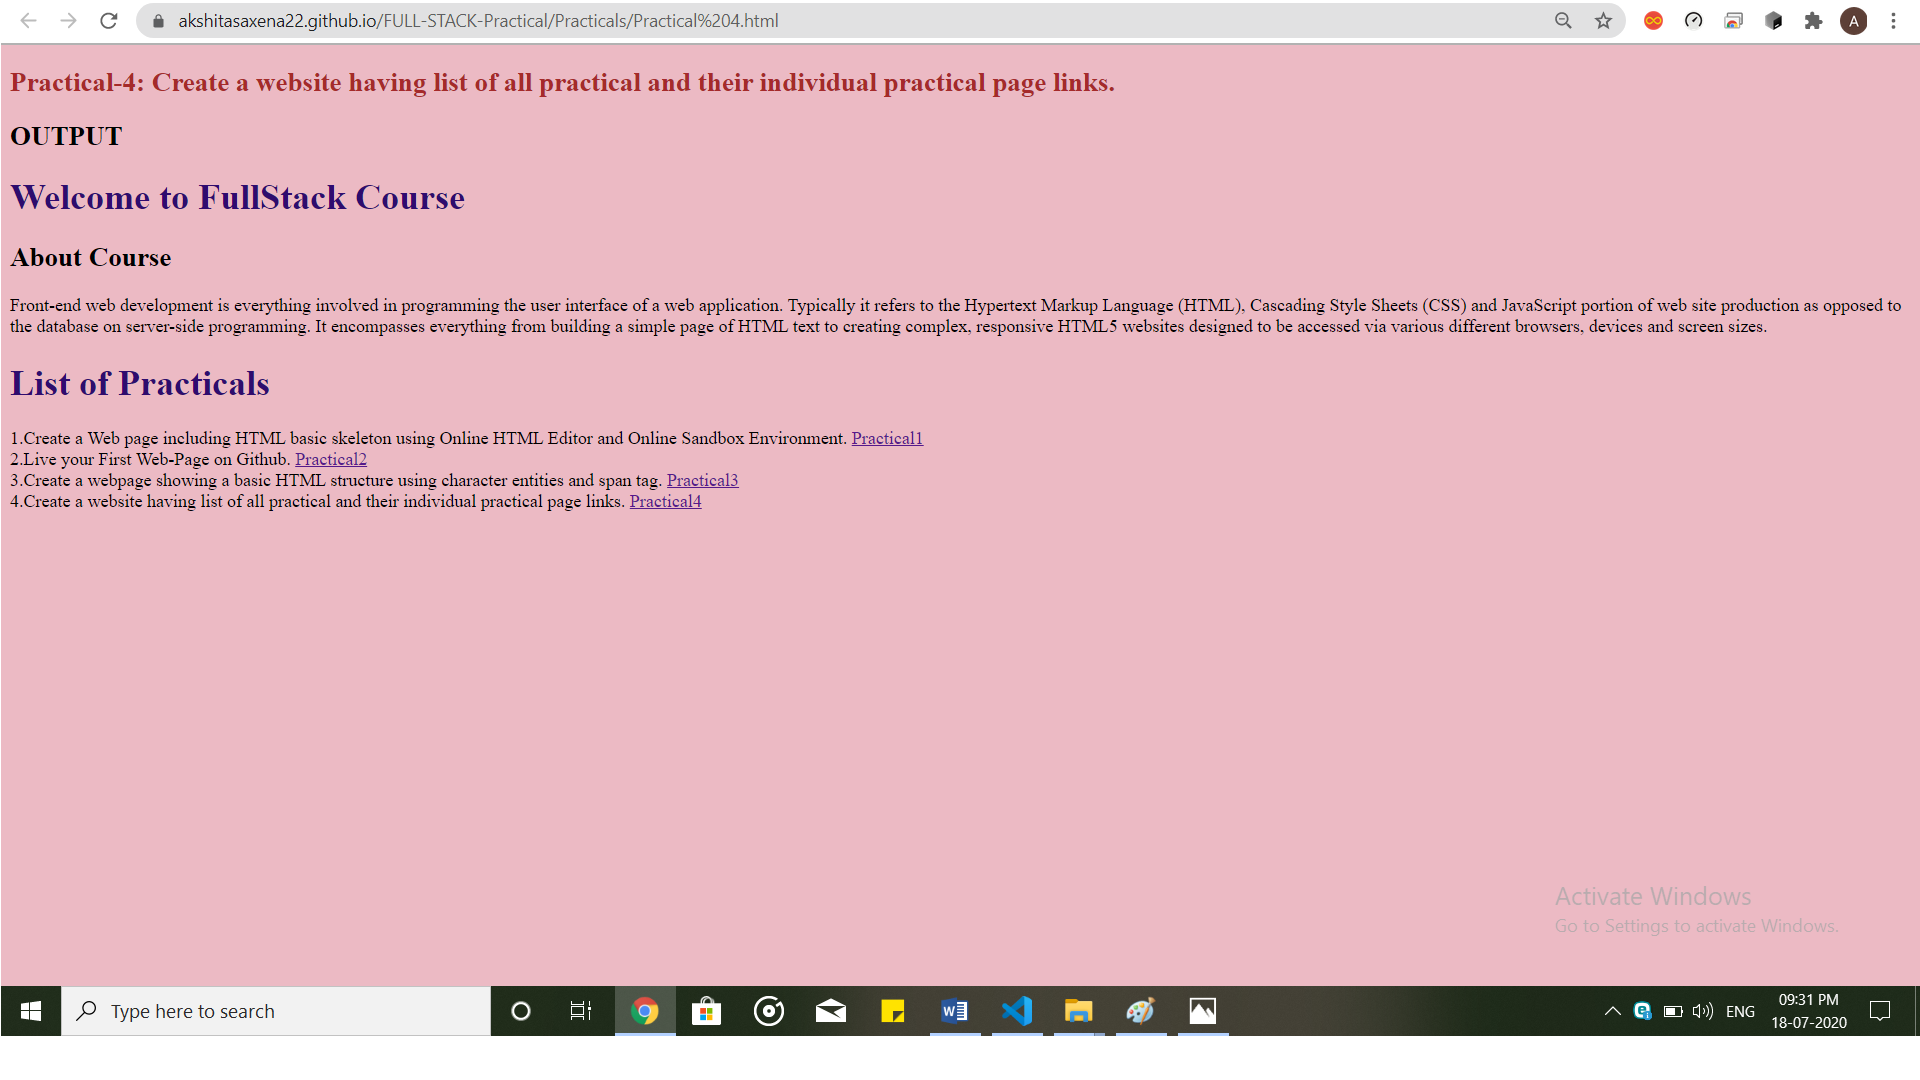 akshitasaxena22.github.io/FULL-STACK-Practical/Practicals/Practical%204.html
A
Practical-4: Create a website having list of all practical and their individual practical page links.
OUTPUT
Welcome to FullStack Course
About Course
Front-end web development is everything involved in programming the user interface of a web application. Typically it refers to the Hypertext Markup Language (HTML), Cascading Style Sheets (CSS) and JavaScript portion of web site production as opposed to
the database on server-side programming. It encompasses everything from building a simple page of HTML text to creating complex, responsive HTML5 websites designed to be accessed via various different browsers, devices and screen sizes.
List of Practicals
1.Create a Web page including HTML basic skeleton using Online HTML Editor and Online Sandbox Environment. Practical1
2.Live your First Web-Page on Github. Practical2
3.Create a webpage showing a basic HTML structure using character entities and span tag. Practical3
4.Create a website having list of all practical and their individual practical page links. Practical4
Activate Windows
Go to Settings to activate Windows.
Type here to search
ENG
09:31 PM
18-07-2020